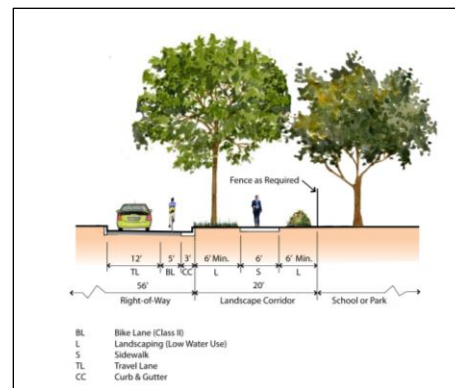 Fence as Required
12' 5' 3' 6' Min. 6' 6' Min.
TL BL CC L S L
56' 20'
Right-of-Way Landscape Corridor School or Park
BL Bike Lane (Class II)
L Landscaping (Low Water Use)
S Sidewalk
TL Travel Lane
CC Curb & Gutter